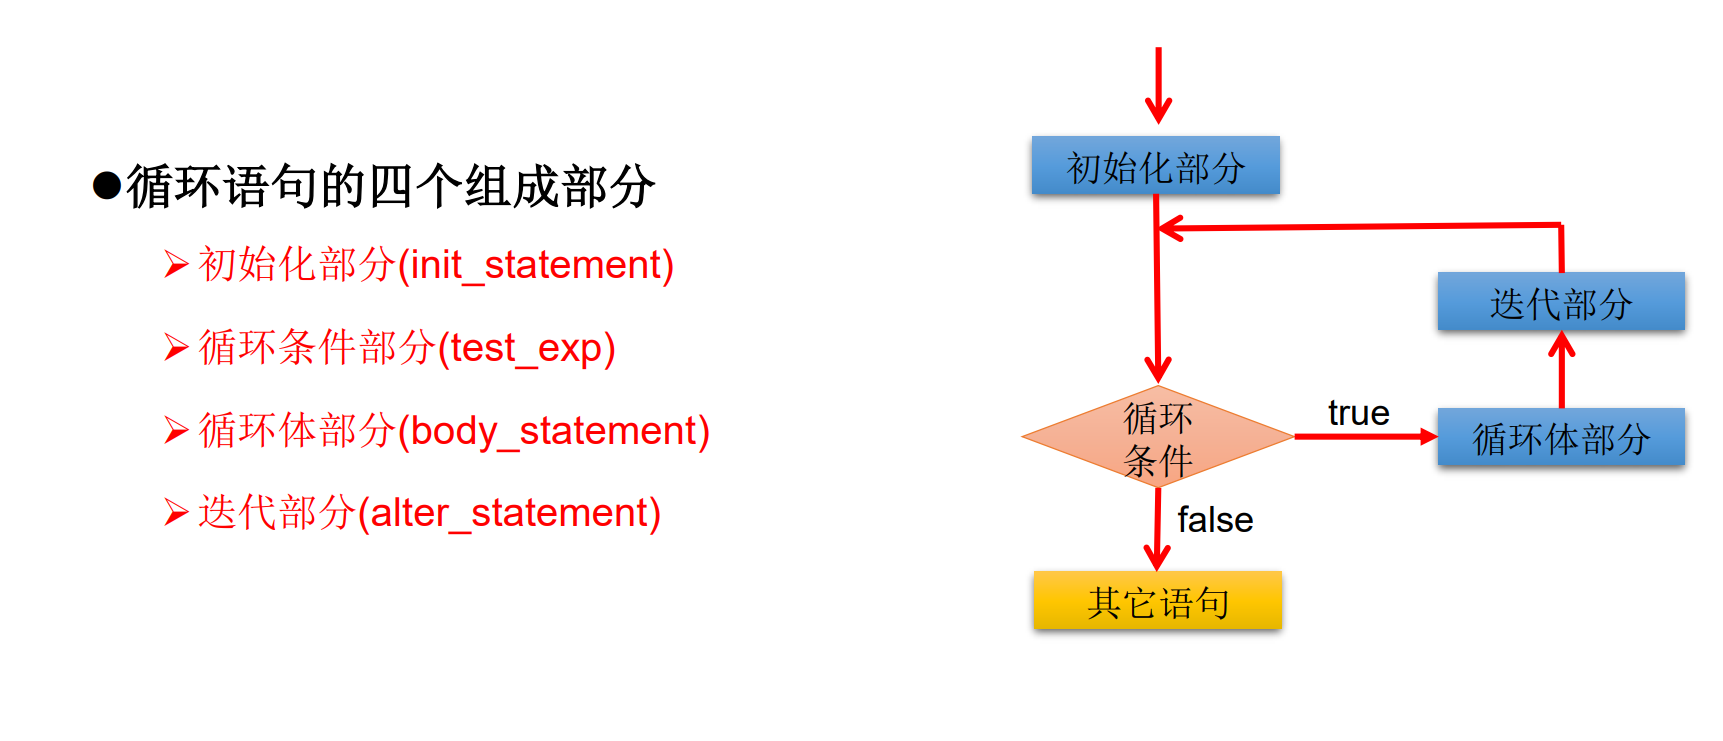 循环语句的四个组成部分
初始化部分(init_statement)
循环条件部分(test_exp)
循环体部分(body_statement)
迭代部分(alter_statement)
初始化部分
迭代部分
循环
条件
true
循环体部分
false
其它语句